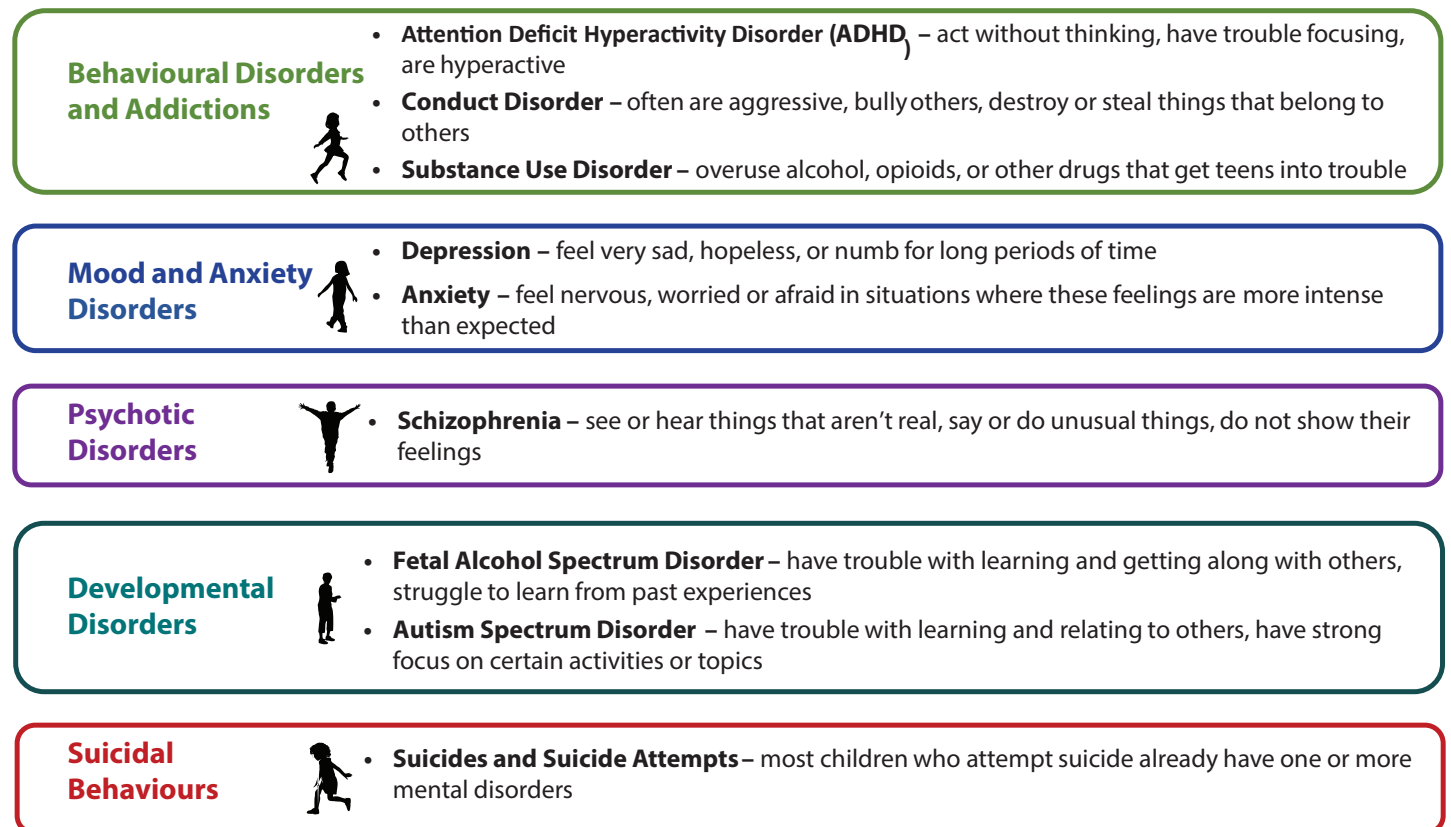 Behavioural Disorders
and Addictions
• Attention Deficit Hyperactivity Disorder (ADHD) – act without thinking, have trouble focusing,
are hyperactive
• Conduct Disorder – often are aggressive, bully others, destroy or steal things that belong to
others
• Substance Use Disorder – overuse alcohol, opioids, or other drugs that get teens into trouble
Mood and Anxiety
Disorders
• Depression – feel very sad, hopeless, or numb for long periods of time
• Anxiety – feel nervous, worried or afraid in situations where these feelings are more intense
than expected
Psychotic
Disorders
• Schizophrenia – see or hear things that aren't real, say or do unusual things, do not show their
feelings
Developmental
Disorders
• Fetal Alcohol Spectrum Disorder – have trouble with learning and getting along with others,
struggle to learn from past experiences
• Autism Spectrum Disorder – have trouble with learning and relating to others, have strong
focus on certain activities or topics
Suicidal
Behaviours
• Suicides and Suicide Attempts – most children who attempt suicide already have one or more
mental disorders